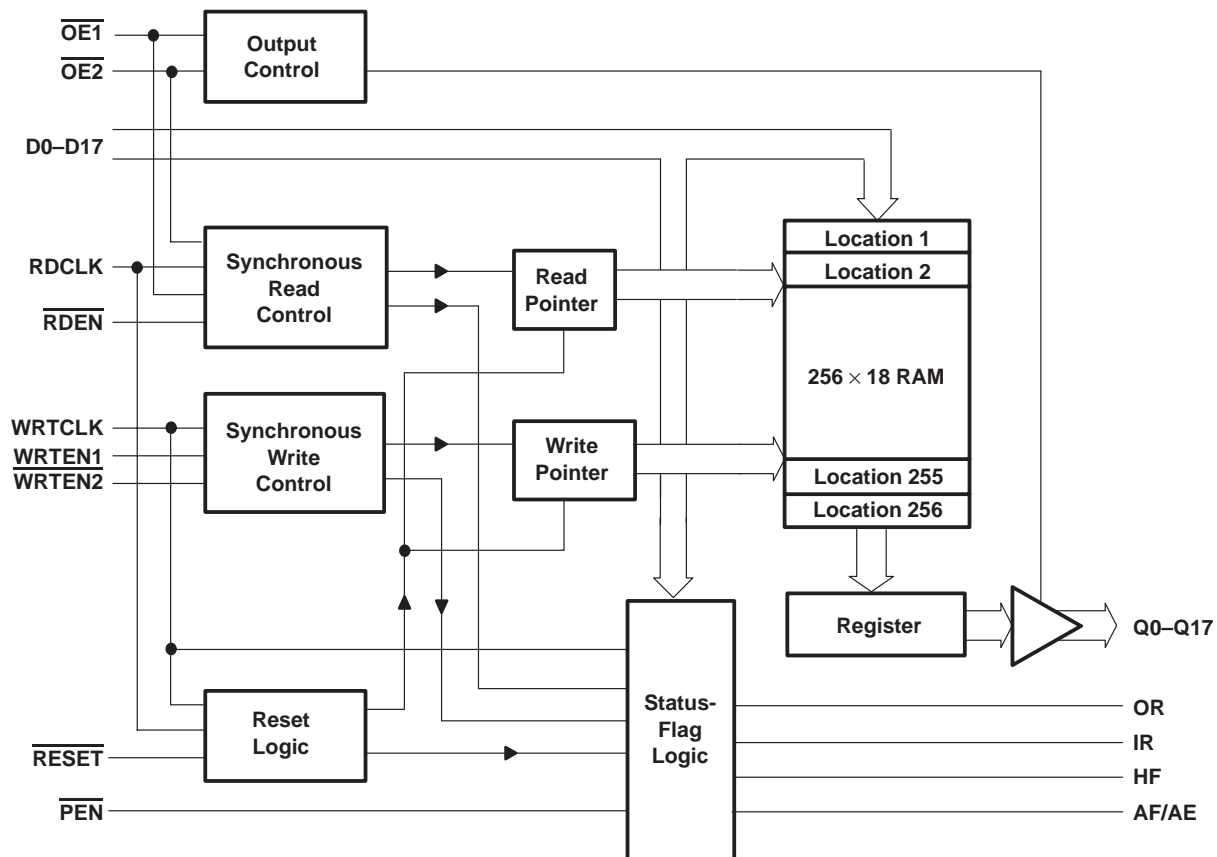 OE1
OE2
Output
Control
D0–D17
RDCLK
RDEN
Synchronous
Read
Control
Read
Pointer
Location 1
Location 2
256 × 18 RAM
Location 255
Location 256
WRTCLK
WRTEN1
WRTEN2
Synchronous
Write
Control
Write
Pointer
Register
Q0–Q17
Reset
Logic
RESET
PEN
Status-
Flag
Logic
OR
IR
HF
AF/AE